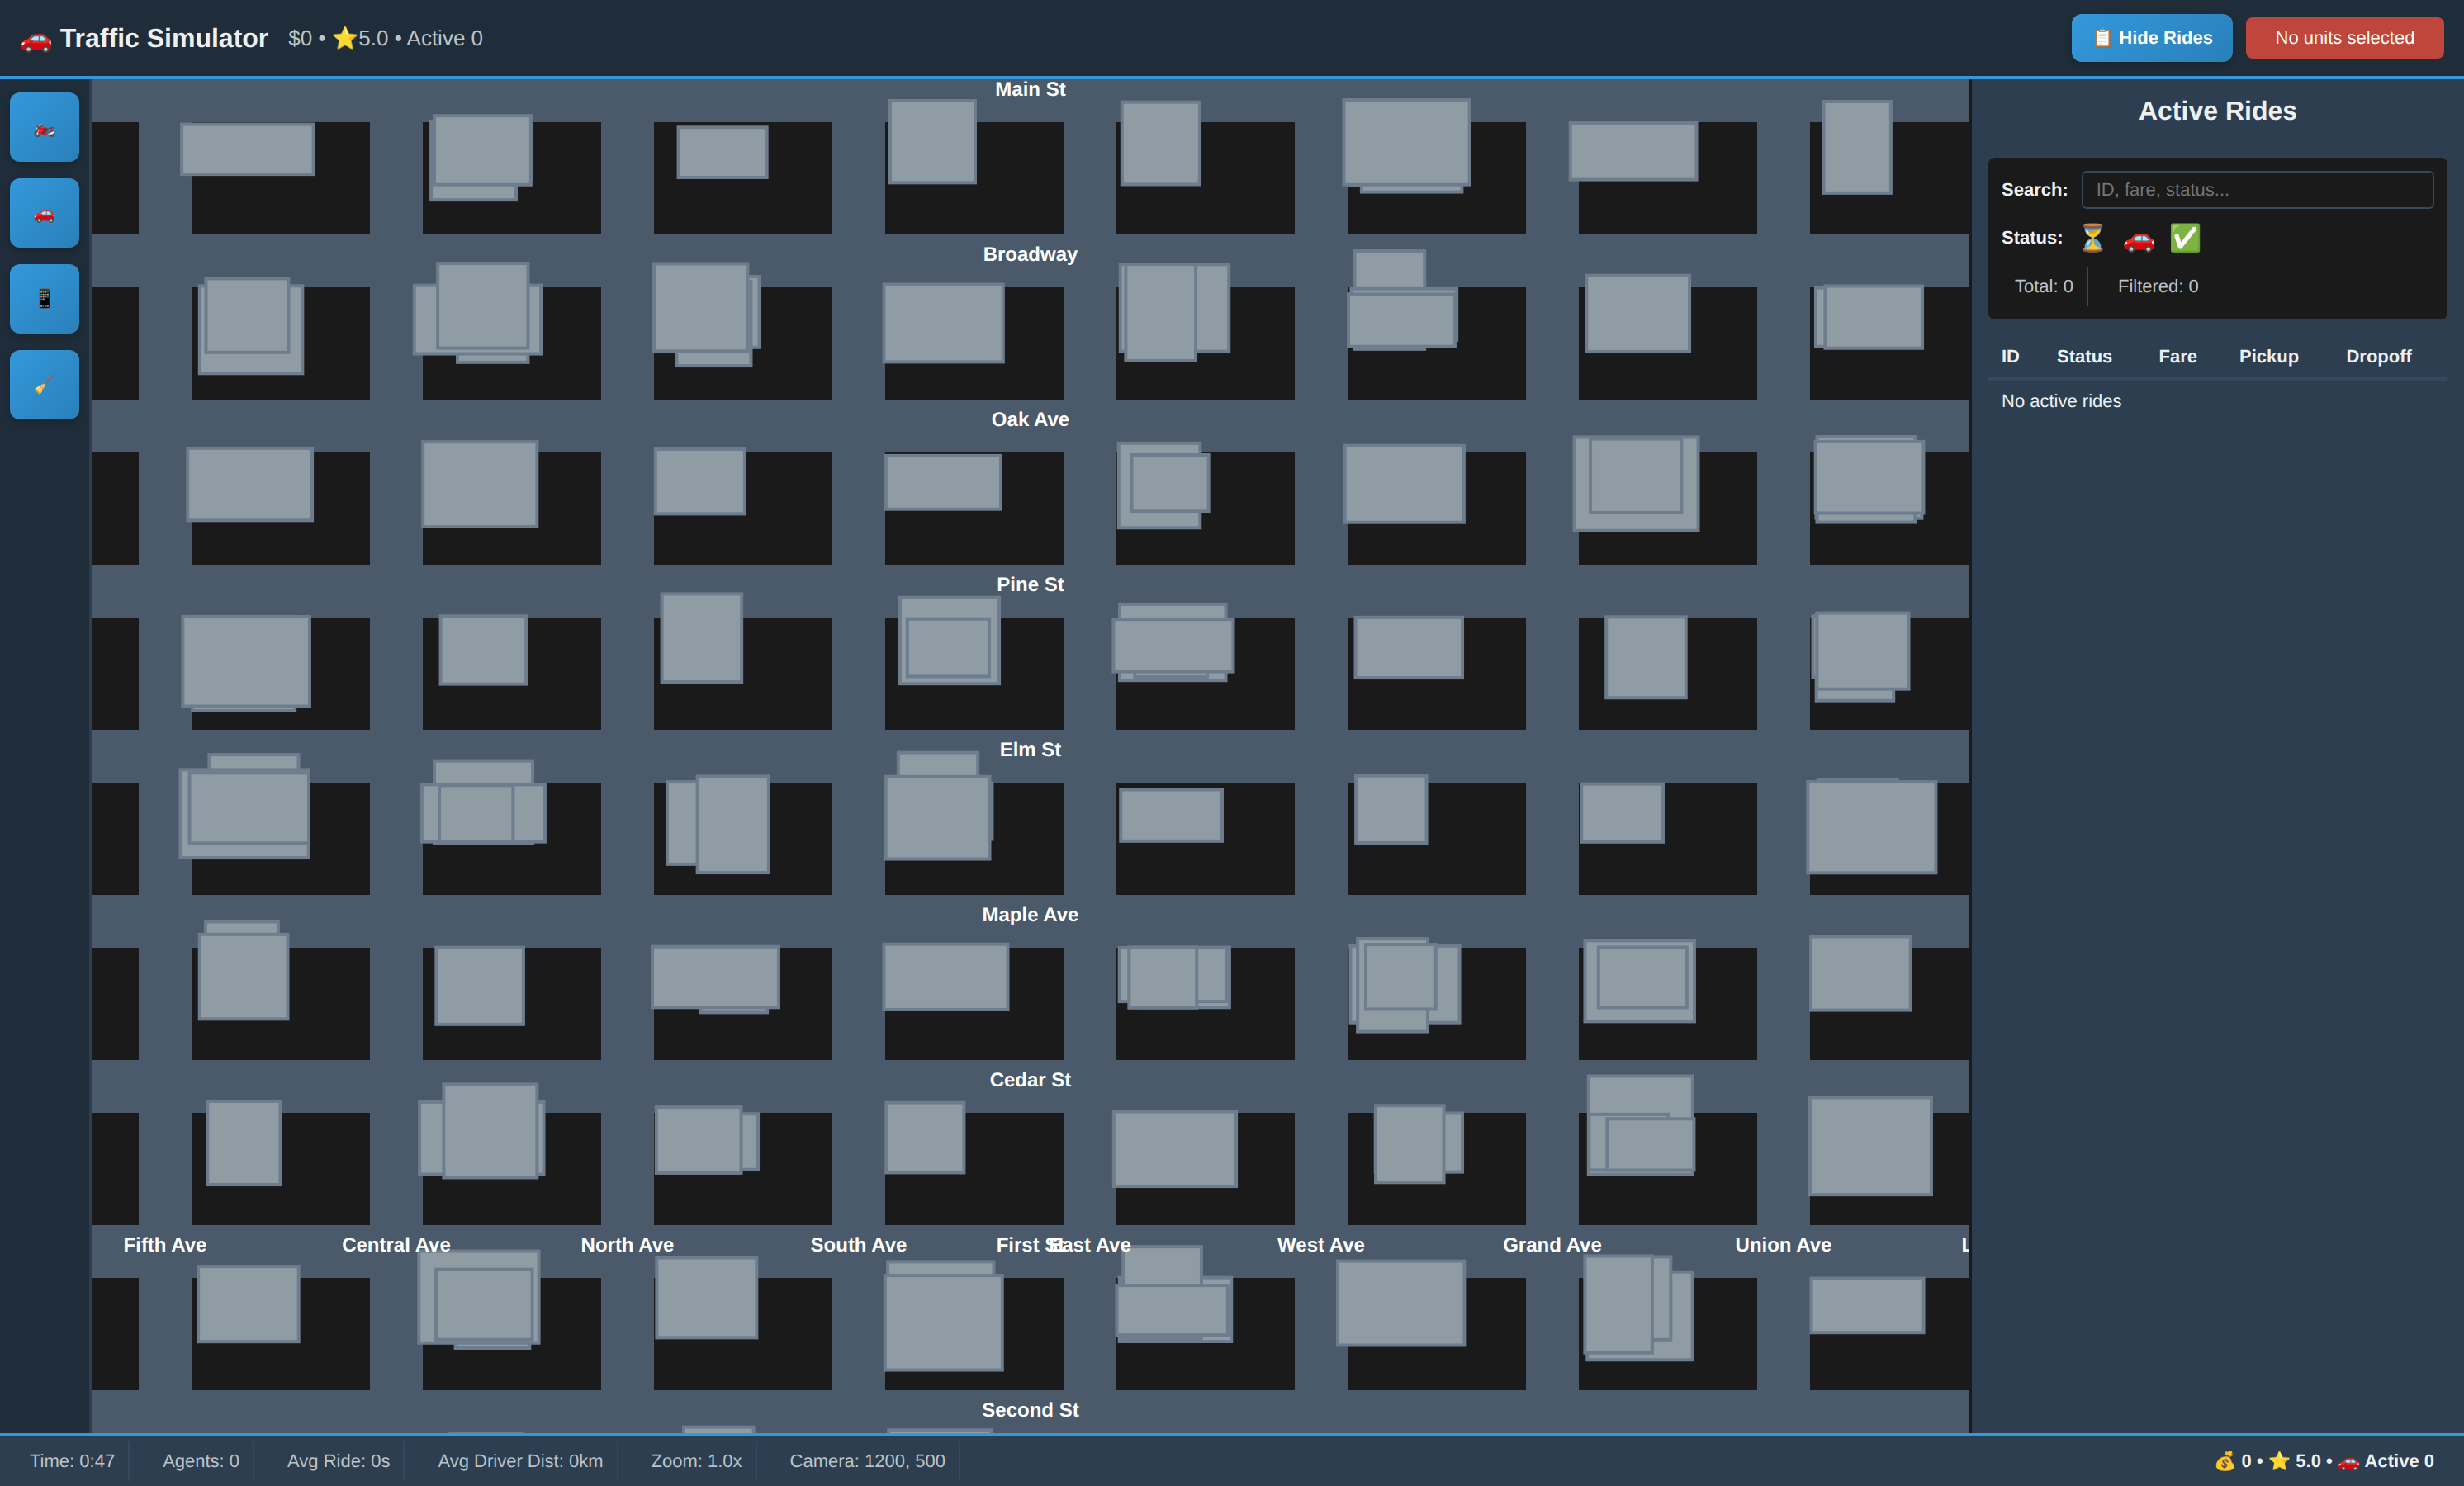 🚗 Traffic Simulator
$0 • ⭐5.0 • Active 0
📋 Hide Rides
No units selected
Main St
Broadway
Oak Ave
Pine St
Elm St
Maple Ave
Cedar St
Fifth Ave
Central Ave
North Ave
South Ave
First St
East Ave
West Ave
Grand Ave
Union Ave
L
Second St
Active Rides
Search: ID, fare, status...
Status: ⏳ 🚗 ✅
Total: 0 Filtered: 0
ID Status Fare Pickup Dropoff
No active rides
Time: 0:47 Agents: 0 Avg Ride: 0s Avg Driver Dist: 0km Zoom: 1.0x Camera: 1200, 500
💰 0 • ⭐ 5.0 • 🚗 Active 0